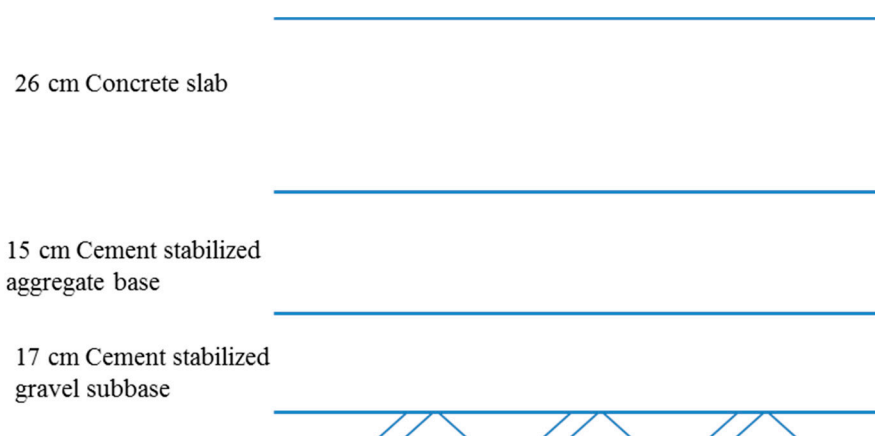 26 cm Concrete slab
15 cm Cement stabilized
aggregate base
17 cm Cement stabilized
gravel subbase